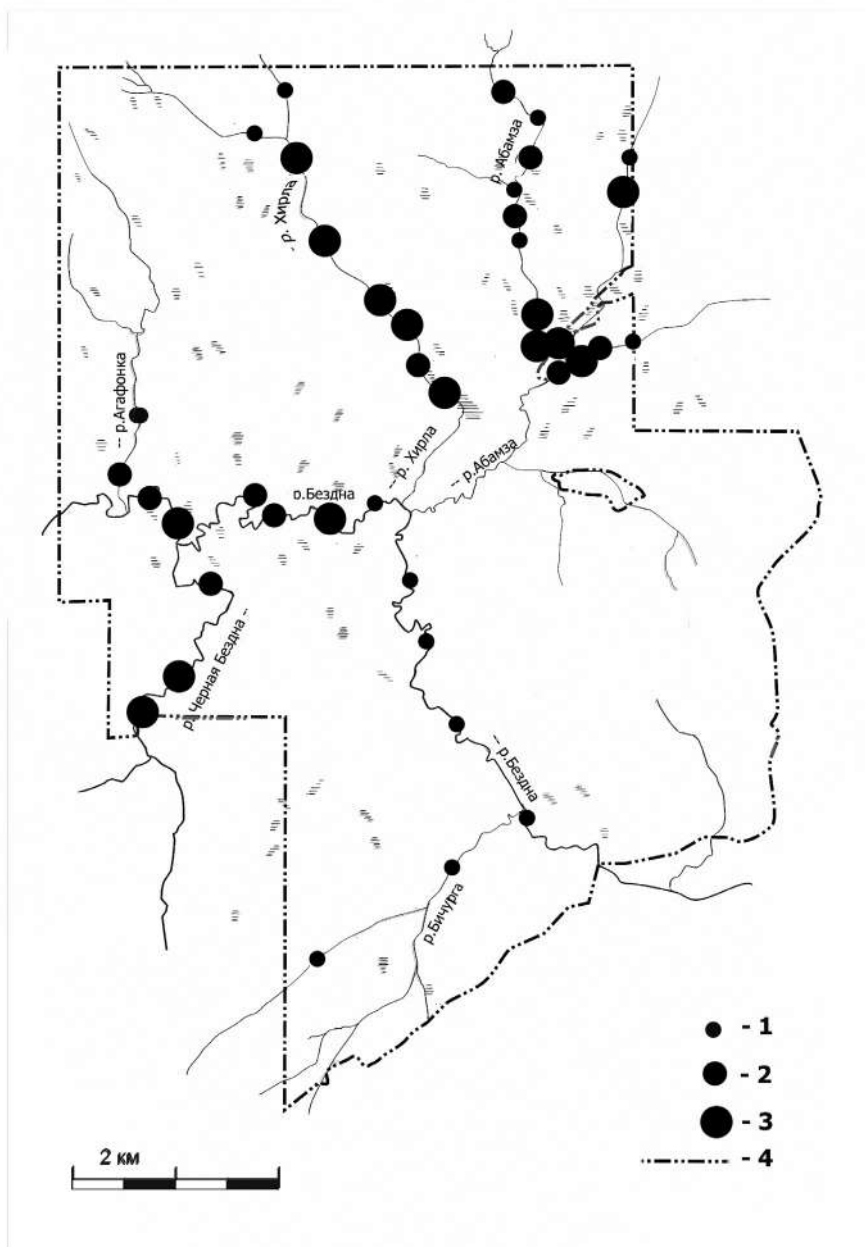 р. Абамза
- р. Хирла
-- р.Агафонка
-- р. Хирла
-- р.Абамза
р.Бездна
р. Черная Бездна --
-- р.Бездна
р.Бичурга
- 1
- 2
- 3
- 4
2 км